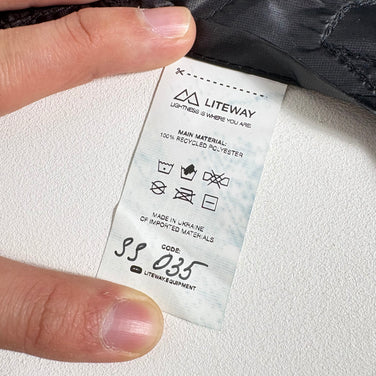 LITEWAY
LIGHTNESS IS WHERE YOU ARE
MAIN MATERIAL:
100% RECYCLED POLYESTER
MADE IN UKRAINE
OF IMPORTED MATERIALS
CODE:
SS 035
LITEWAY.EQUIPMENT